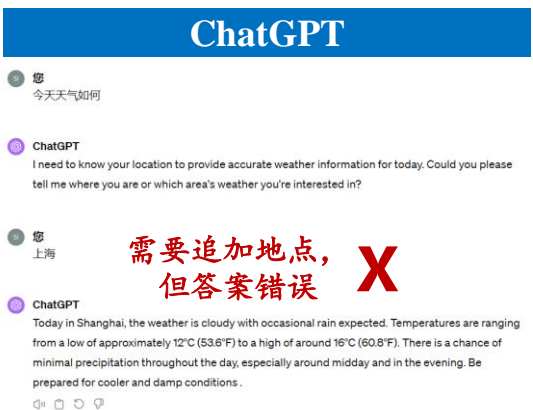 ChatGPT
您
今天天气如何
ChatGPT
I need to know your location to provide accurate weather information for today. Could you please
tell me where you are or which area's weather you're interested in?
您
上海
需要追加地点，
但答案错误
X
ChatGPT
Today in Shanghai, the weather is cloudy with occasional rain expected. Temperatures are ranging
from a low of approximately 12°C (53.6°F) to a high of around 16°C (60.8°F). There is a chance of
minimal precipitation throughout the day, especially around midday and in the evening. Be
prepared for cooler and damp conditions .